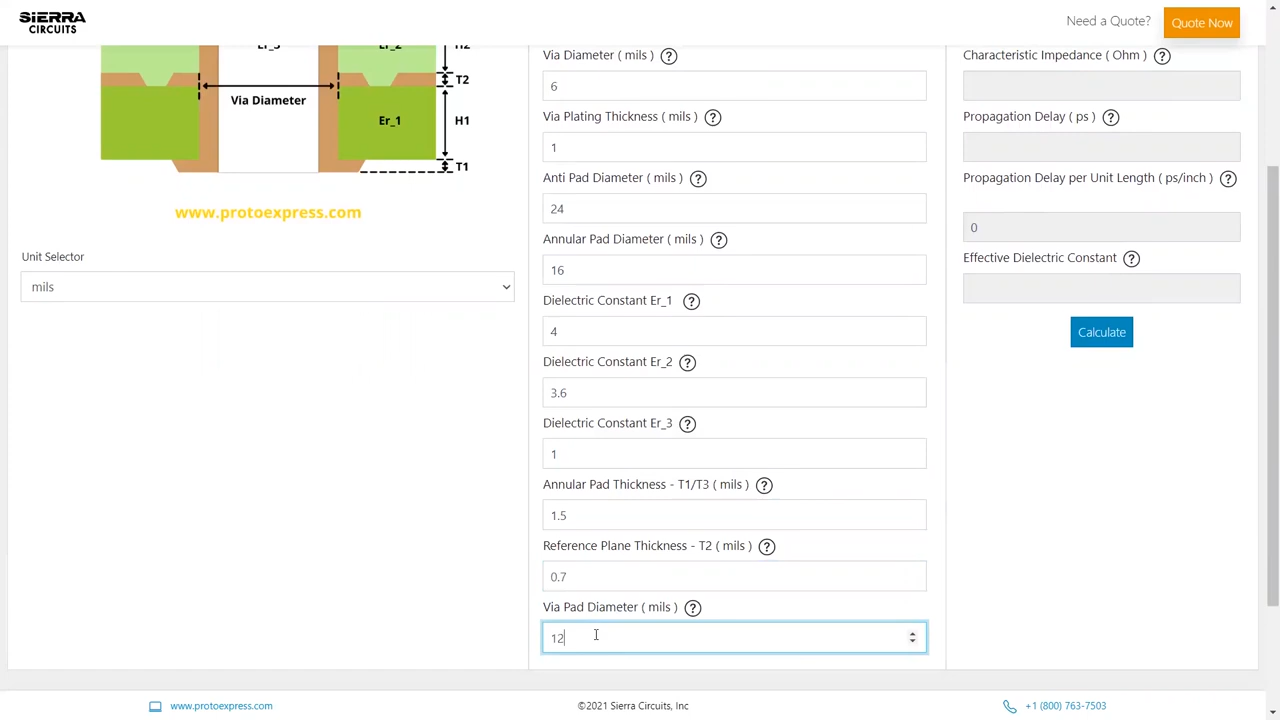 SIERRA
CIRCUITS
Need a Quote?
Quote Now
Er_3
Er_2
H2
T2
Via Diameter
Er_1
H1
T1
www.protoexpress.com
Unit Selector
mils
Via Diameter ( mils )
6
Via Plating Thickness ( mils )
1
Anti Pad Diameter ( mils )
24
Annular Pad Diameter ( mils )
16
Dielectric Constant Er_1
4
Dielectric Constant Er_2
3.6
Dielectric Constant Er_3
1
Annular Pad Thickness - T1/T3 ( mils )
1.5
Reference Plane Thickness - T2 ( mils )
0.7
Via Pad Diameter ( mils )
12
Characteristic Impedance ( Ohm )
Propagation Delay ( ps )
Propagation Delay per Unit Length ( ps/inch )
0
Effective Dielectric Constant
Calculate
www.protoexpress.com
©2021 Sierra Circuits, Inc
+1 (800) 763-7503